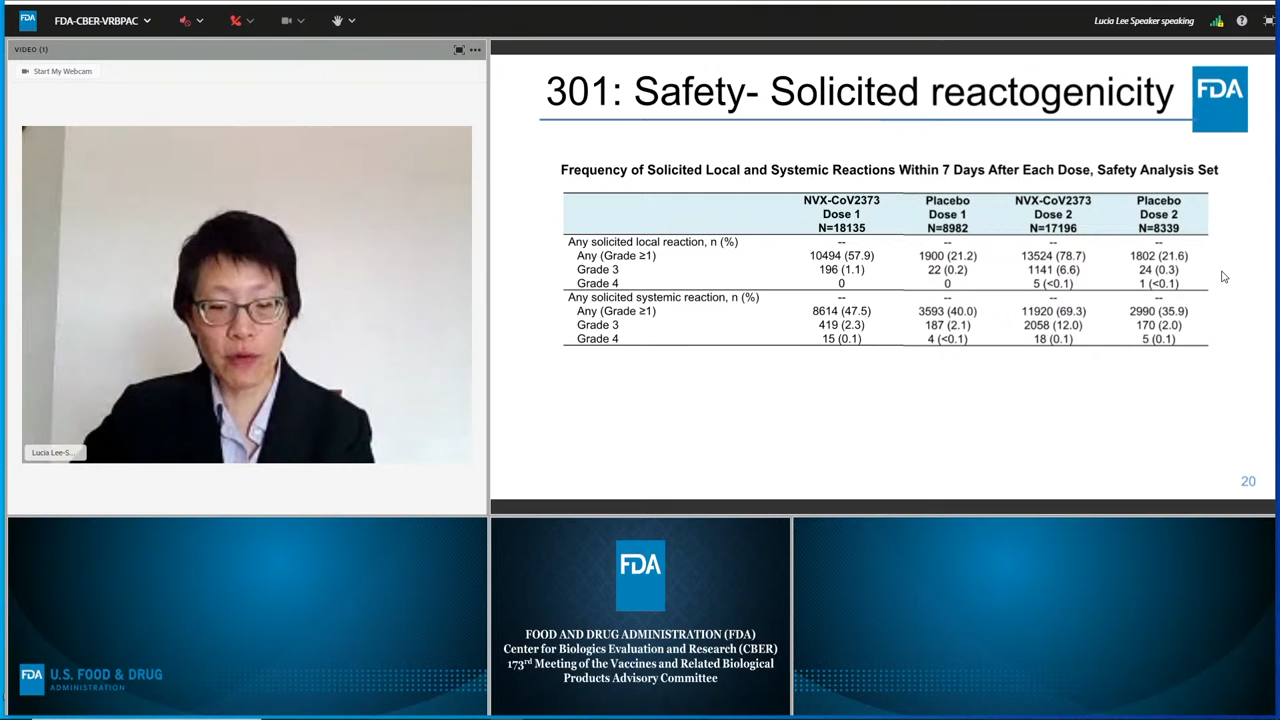 FDA
FDA-CBER-VRBPAC
Lucia Lee Speaker speaking
VIDEO (1)
Start My Webcam
Lucia Lee-S...
301: Safety- Solicited reactogenicity
FDA
Frequency of Solicited Local and Systemic Reactions Within 7 Days After Each Dose, Safety Analysis Set
NVX-CoV2373 Dose 1 N=18135 Placebo Dose 1 N=8982 NVX-CoV2373 Dose 2 N=17196 Placebo Dose 2 N=8339
Any solicited local reaction, n (%) -- -- -- --
Any (Grade ≥1) 10494 (57.9) 1900 (21.2) 13524 (78.7) 1802 (21.6)
Grade 3 196 (1.1) 22 (0.2) 1141 (6.6) 24 (0.3)
Grade 4 0 0 5 (<0.1) 1 (<0.1)
Any solicited systemic reaction, n (%) -- -- -- --
Any (Grade ≥1) 8614 (47.5) 3593 (40.0) 11920 (69.3) 2990 (35.9)
Grade 3 419 (2.3) 187 (2.1) 2058 (12.0) 170 (2.0)
Grade 4 15 (0.1) 4 (<0.1) 18 (0.1) 5 (0.1)
20
FDA U.S. FOOD & DRUG
ADMINISTRATION
FDA
FOOD AND DRUG ADMINISTRATION (FDA)
Center for Biologics Evaluation and Research (CBER)
173rd Meeting of the Vaccines and Related Biological
Products Advisory Committee